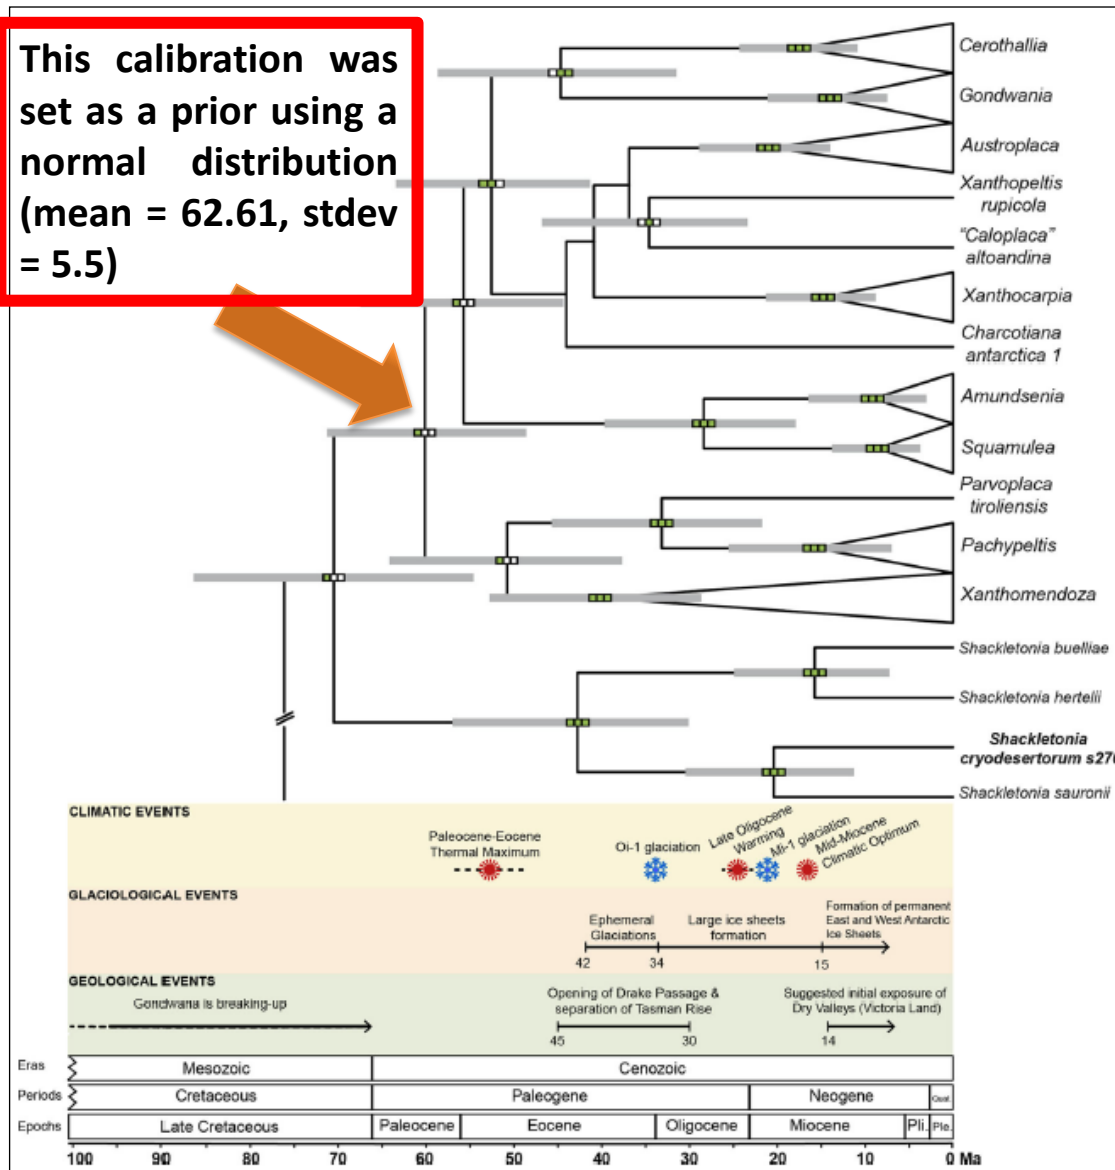 This calibration was
set as a prior using a
normal distribution
(mean = 62.61, stdev
= 5.5)
Cerothallia
Gondwania
Austroplaca
Xanthopeltis
rupicola
"Caloplaca"
altoandina
Xanthocarpia
Charcotiana
antarctica 1
Amundsenia
Squamulea
Parvoplaca
tiroliensis
Pachypeltis
Xanthomendoza
Shackletonia buelliae
Shackletonia hertelii
Shackletonia
cryodesertorum s276
Shackletonia sauronii
CLIMATIC EVENTS
Paleocene-Eocene
Thermal Maximum
Oi-1 glaciation
Late Oligocene
Warming
Mi-1 glaciation
Mid-Miocene
Climatic Optimum
GLACIOLOGICAL EVENTS
Ephemeral
Glaciations
Large ice sheets
formation
Formation of permanent
East and West Antarctic
Ice Sheets
42 34 15
GEOLOGICAL EVENTS
Gondwana is breaking-up
Opening of Drake Passage &
separation of Tasman Rise
Suggested initial exposure of
Dry Valleys (Victoria Land)
45 30 14
Eras Mesozoic Cenozoic
Periods Cretaceous Paleogene Neogene Quat.
Epochs Late Cretaceous Paleocene Eocene Oligocene Miocene Pli. Ple.
100 90 80 70 60 50 40 30 20 10 0 Ma